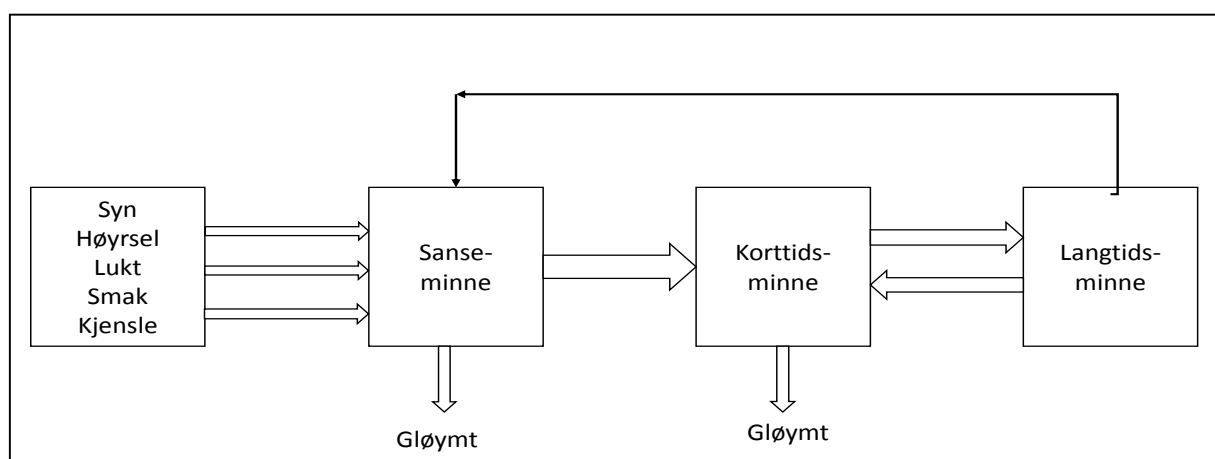 Syn
Høyrsel
Lukt
Smak
Kjensle
Sanse-
minne
Korttids-
minne
Langtids-
minne
Gløymt
Gløymt